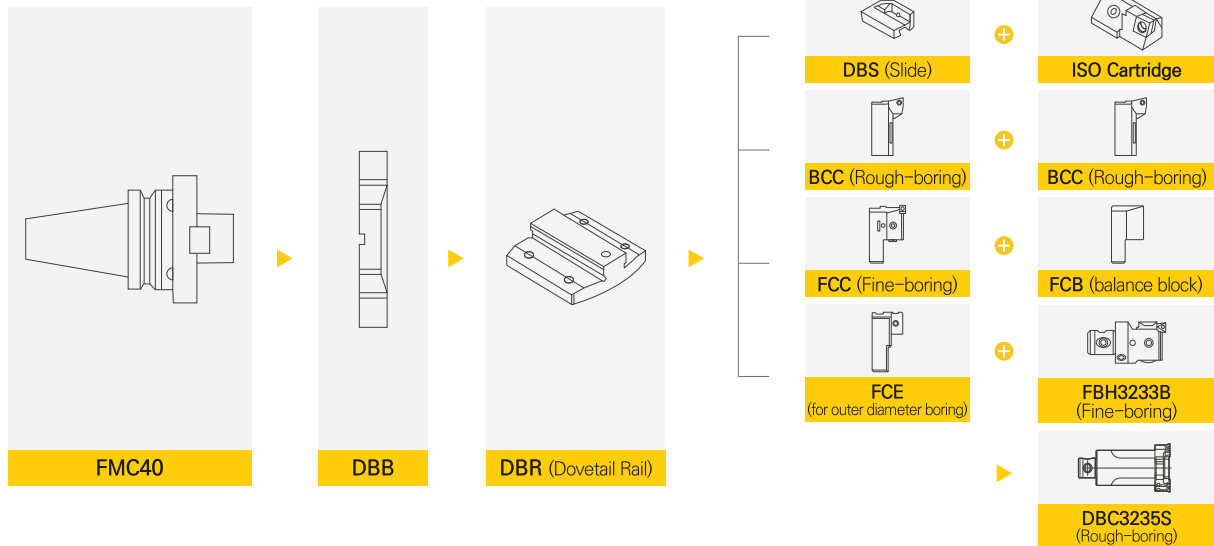 FMC40
DBB
DBR (Dovetail Rail)
DBS (Slide)
ISO Cartridge
BCC (Rough-boring)
BCC (Rough-boring)
FCC (Fine-boring)
FCB (balance block)
FCE
(for outer diameter boring)
FBH3233B
(Fine-boring)
DBC3235S
(Rough-boring)